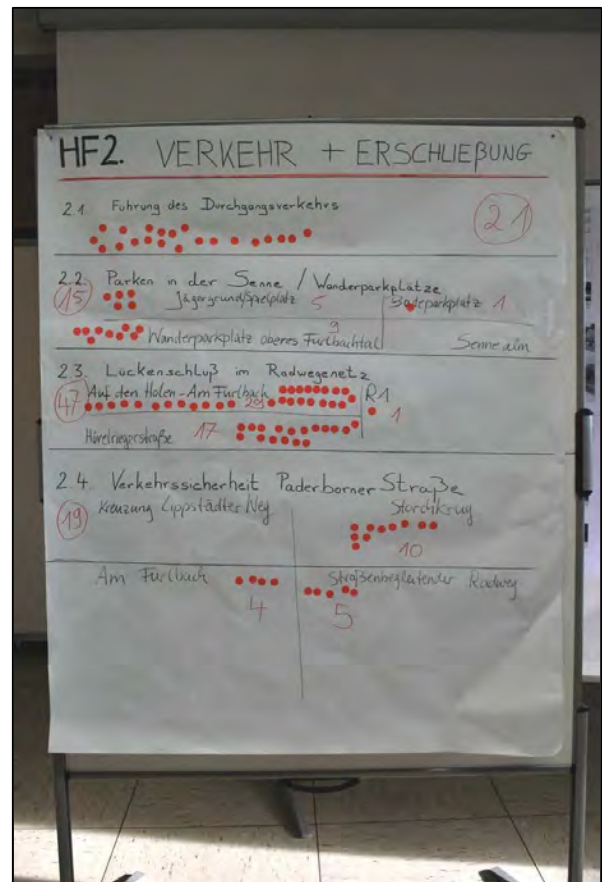 HF2. VERKEHR + ERSCHLIEßUNG
2.1. Führung des Durchgangsverkehrs
21
2.2. Parken in der Senne / Wanderparkplätze
15
Jägergrund/Spielplatz 5
Badeparkplatz 1
9
Wanderparkplatz oberes Furlbachtal
Senne alm
2.3. Lückenschluß im Radwegenetz
47
Auf den Holen - Am Furlbach 29
R1
1
Hövelriegerstraße 17
2.4. Verkehrssicherheit Paderborner Straße
19
Kreuzung Lippstädter Weg
Storchkrug
10
Am Furlbach
4
Straßenbegleitender Radweg
5